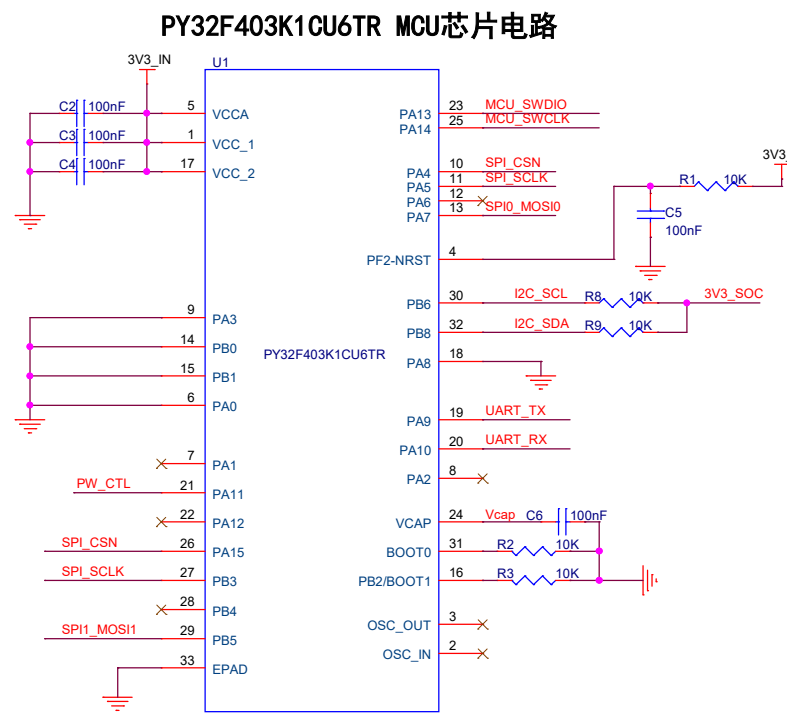 PY32F403K1CU6TR MCU芯片电路
3V3_IN
U1
C2 100nF
5 VCCA
C3 100nF
1 VCC_1
C4 100nF
17 VCC_2
PA13 23 MCU_SWDIO
PA14 25 MCU_SWCLK
PA4 10 SPI_CSN
PA5 11 SPI_SCLK
PA6 12
PA7 13 SPI0_MOSI0
R1 10K
3V3_
C5
100nF
PF2-NRST 4
PB6 30 I2C_SCL R8 10K 3V3_SOC
PB8 32 I2C_SDA R9 10K
PA8 18
9 PA3
14 PB0
15 PB1
6 PA0
PY32F403K1CU6TR
PA9 19 UART_TX
PA10 20 UART_RX
PA2 8
7 PA1
PW_CTL 21 PA11
22 PA12
SPI_CSN 26 PA15
SPI_SCLK 27 PB3
28 PB4
SPI1_MOSI1 29 PB5
33 EPAD
VCAP 24 Vcap C6 100nF
BOOT0 31 R2 10K
PB2/BOOT1 16 R3 10K
OSC_OUT 3
OSC_IN 2